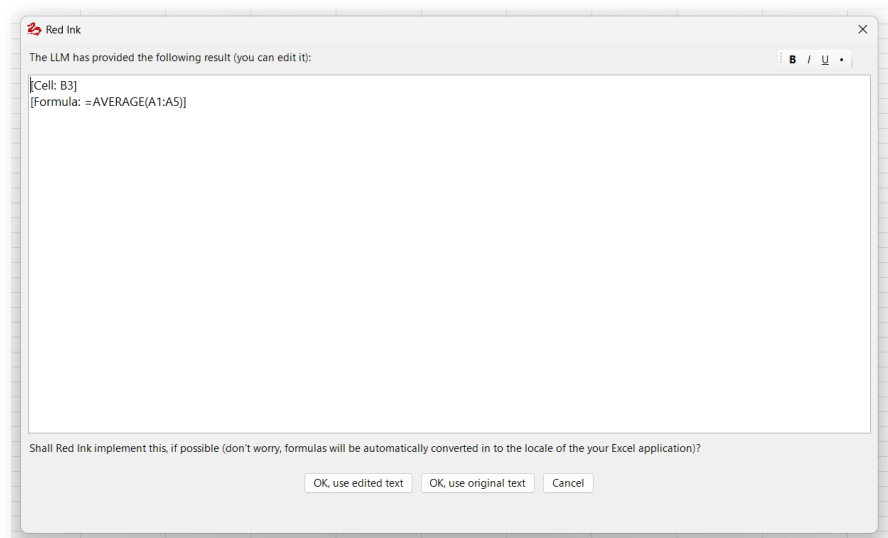 Red Ink
The LLM has provided the following result (you can edit it):
B I U •
[Cell: B3]
[Formula: =AVERAGE(A1:A5)]
Shall Red Ink implement this, if possible (don't worry, formulas will be automatically converted in to the locale of the your Excel application)?
OK, use edited text OK, use original text Cancel